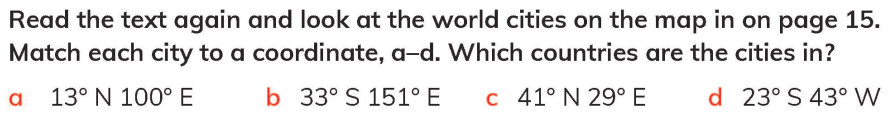 Read the text again and look at the world cities on the map in on page 15.
Match each city to a coordinate, a–d. Which countries are the cities in?
a 13° N 100° E b 33° S 151° E c 41° N 29° E d 23° S 43° W